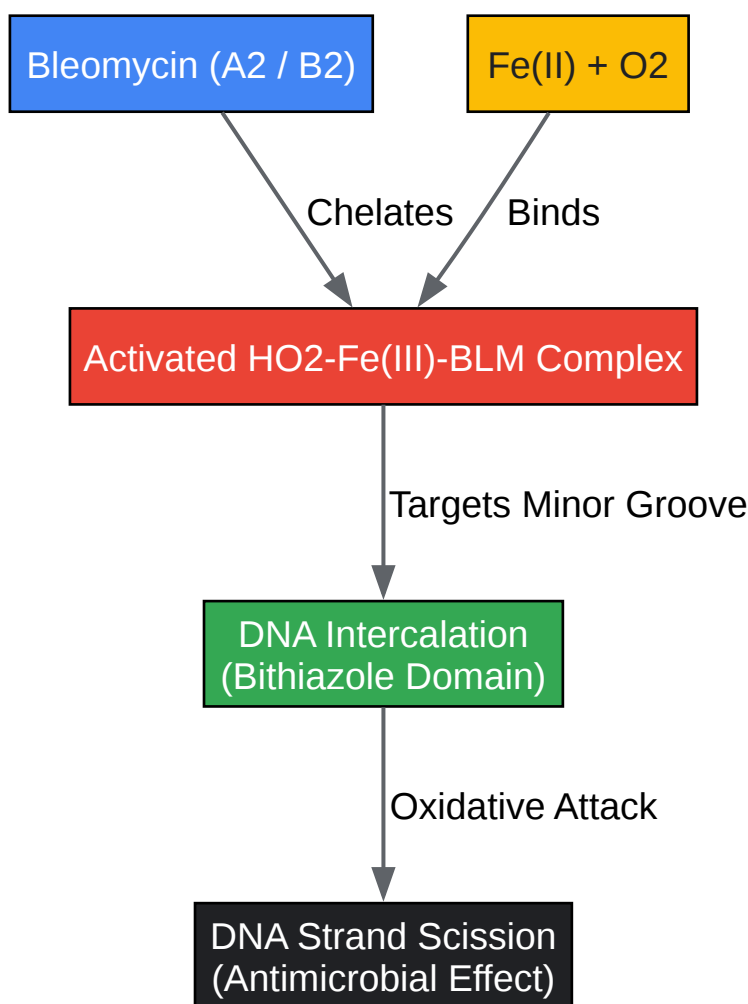 Bleomycin (A2 / B2)
Fe(II) + O2
Chelates
Binds
Activated HO2-Fe(III)-BLM Complex
Targets Minor Groove
DNA Intercalation
(Bithiazole Domain)
Oxidative Attack
DNA Strand Scission
(Antimicrobial Effect)